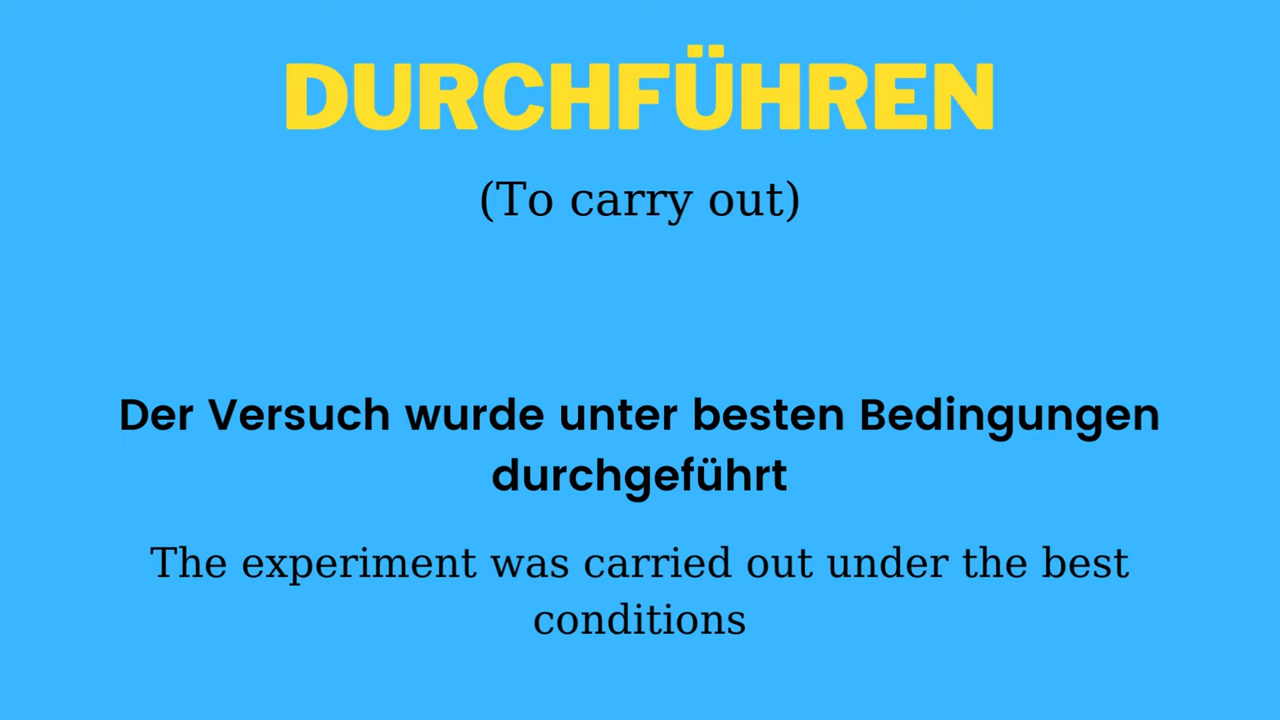 DURCHFÜHREN
(To carry out)
Der Versuch wurde unter besten Bedingungen
durchgeführt
The experiment was carried out under the best
conditions